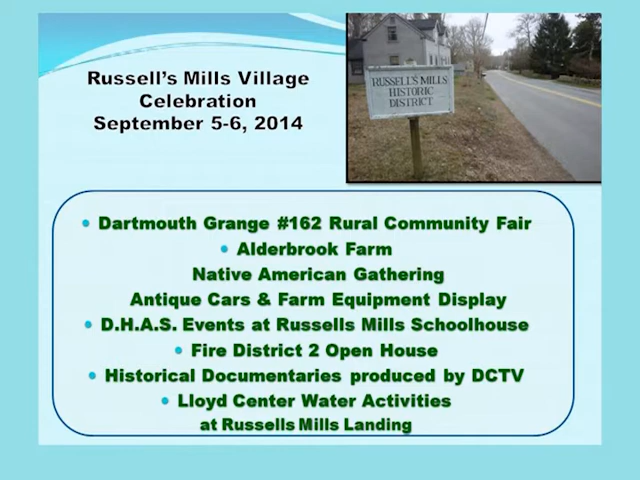 Russell's Mills Village
Celebration
September 5-6, 2014
RUSSELL'S MILLS
HISTORIC
DISTRICT
• Dartmouth Grange #162 Rural Community Fair
• Alderbrook Farm
Native American Gathering
Antique Cars & Farm Equipment Display
• D.H.A.S. Events at Russells Mills Schoolhouse
• Fire District 2 Open House
• Historical Documentaries produced by DCTV
• Lloyd Center Water Activities
at Russells Mills Landing